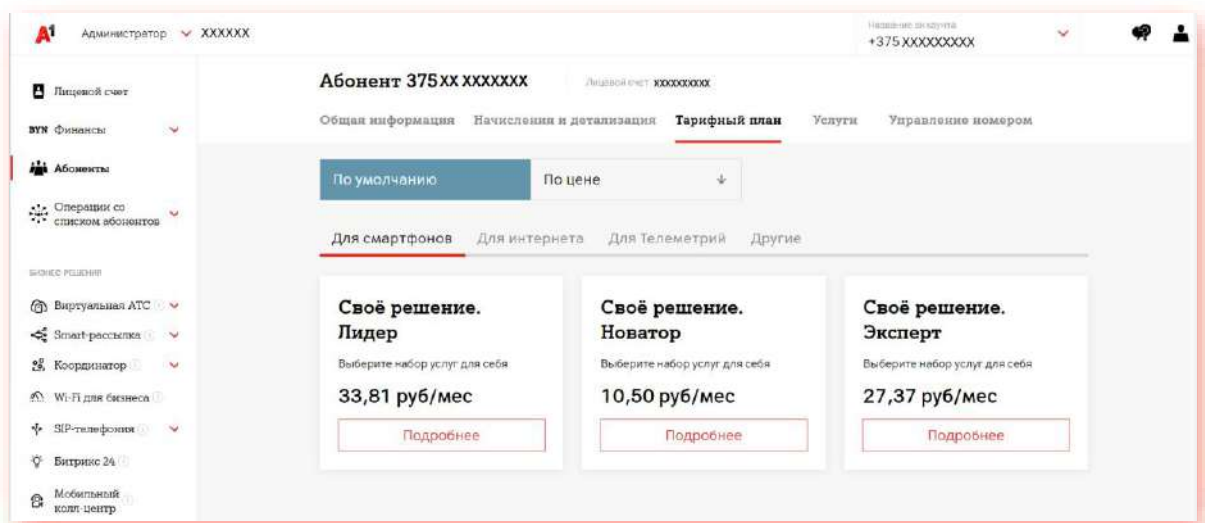 A1 Администратор XXXXXX
Название аккаунта
+375 XXXXXXXXX
Лицевой счет
BYN Финансы
Абоненты
Операции со
списком абонентов
БИЗНЕС РЕШЕНИЯ
Виртуальная АТС
Smart-рассылка
Координатор
Wi-Fi для бизнеса
SIP-телефония
Битрикс 24
Мобильный
колл-центр
Абонент 375XX XXXXXXX Лицевой счет XXXXXXXXXX
Общая информация Начисления и детализация Тарифный план Услуги Управление номером
По умолчанию По цене
Для смартфонов Для интернета Для Телеметрий Другие
Своё решение.
Лидер
Выберите набор услуг для себя
33,81 руб/мес
Подробнее
Своё решение.
Новатор
Выберите набор услуг для себя
10,50 руб/мес
Подробнее
Своё решение.
Эксперт
Выберите набор услуг для себя
27,37 руб/мес
Подробнее